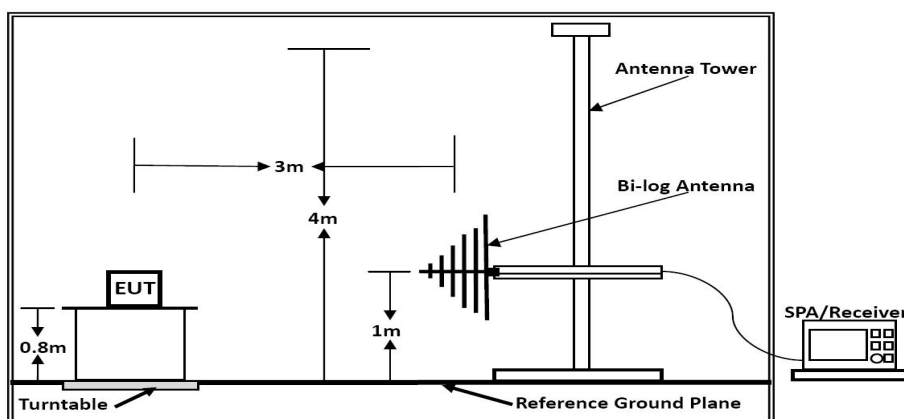 Antenna Tower
3m
Bi-log Antenna
4m
EUT
SPA/Receiver
1m
0.8m
Turntable
Reference Ground Plane